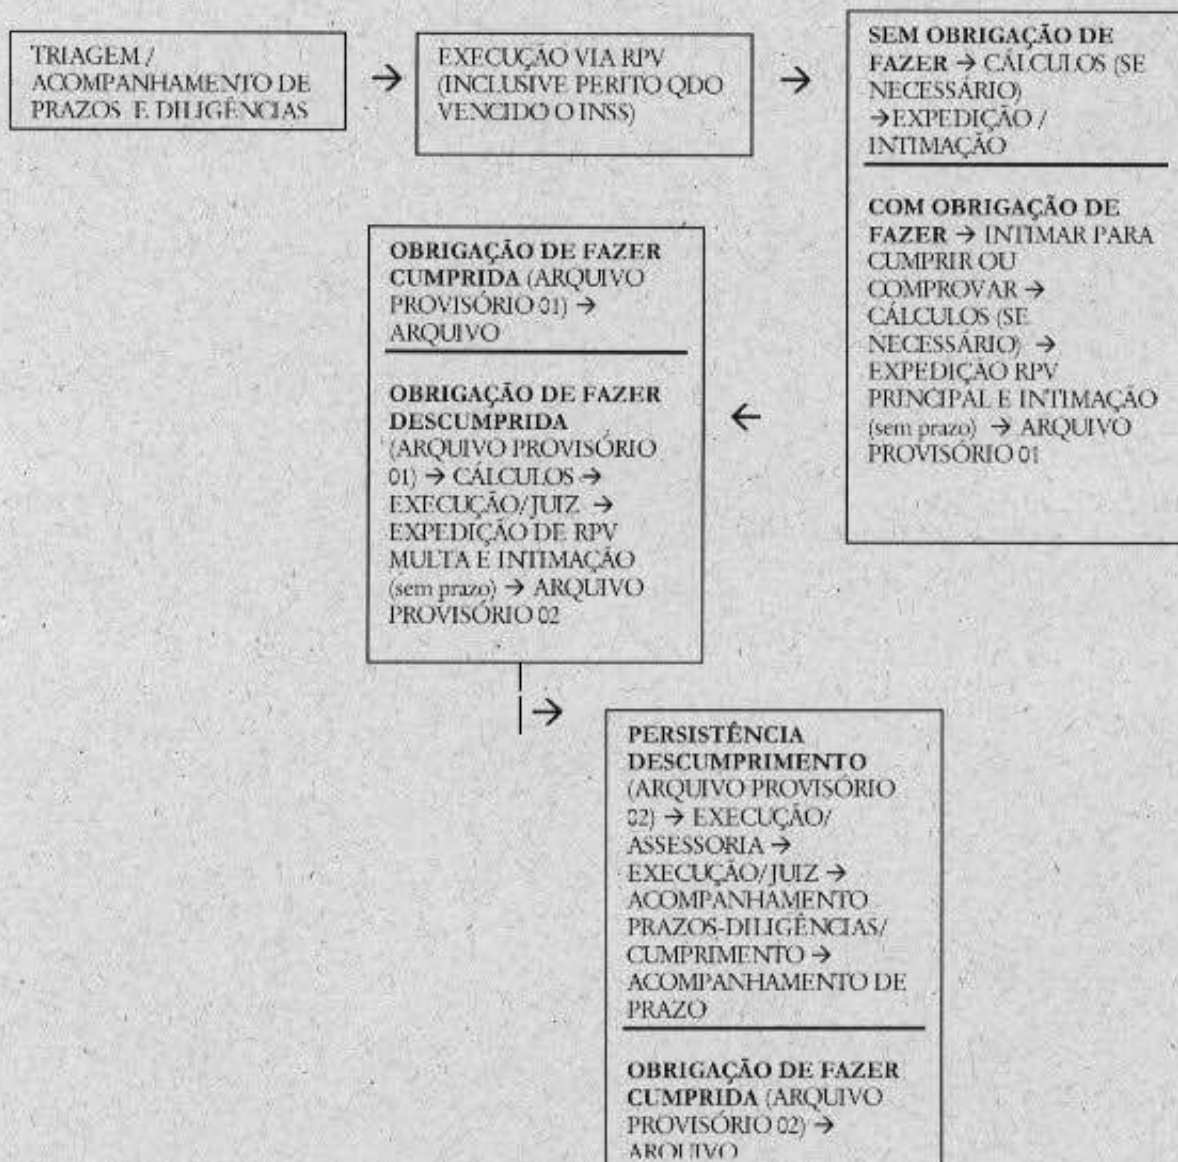 TRIAGEM /
ACOMPANHAMENTO DE
PRAZOS E DILIGÊNCIAS
→
EXECUÇÃO VIA RPV
(INCLUSIVE PERITO QDO
VENCIDO O INSS)
→
SEM OBRIGAÇÃO DE
FAZER → CÁLCULOS (SE
NECESSÁRIO)
→EXPEDIÇÃO /
INTIMAÇÃO
COM OBRIGAÇÃO DE
FAZER → INTIMAR PARA
CUMPRIR OU
COMPROVAR →
CÁLCULOS (SE
NECESSÁRIO) →
EXPEDIÇÃO RPV
PRINCIPAL E INTIMAÇÃO
(sem prazo) → ARQUIVO
PROVISÓRIO 01
←
OBRIGAÇÃO DE FAZER
CUMPRIDA (ARQUIVO
PROVISÓRIO 01) →
ARQUIVO
OBRIGAÇÃO DE FAZER
DESCUMPRIDA
(ARQUIVO PROVISÓRIO
01) → CÁLCULOS →
EXECUÇÃO/JUIZ →
EXPEDIÇÃO DE RPV
MULTA E INTIMAÇÃO
(sem prazo) → ARQUIVO
PROVISÓRIO 02
→
PERSISTÊNCIA
DESCUMPRIMENTO
(ARQUIVO PROVISÓRIO
02) → EXECUÇÃO/
ASSESSORIA →
EXECUÇÃO/JUIZ →
ACOMPANHAMENTO
PRAZOS-DILIGÊNCIAS/
CUMPRIMENTO →
ACOMPANHAMENTO DE
PRAZO
OBRIGAÇÃO DE FAZER
CUMPRIDA (ARQUIVO
PROVISÓRIO 02) →
ARQUIVO